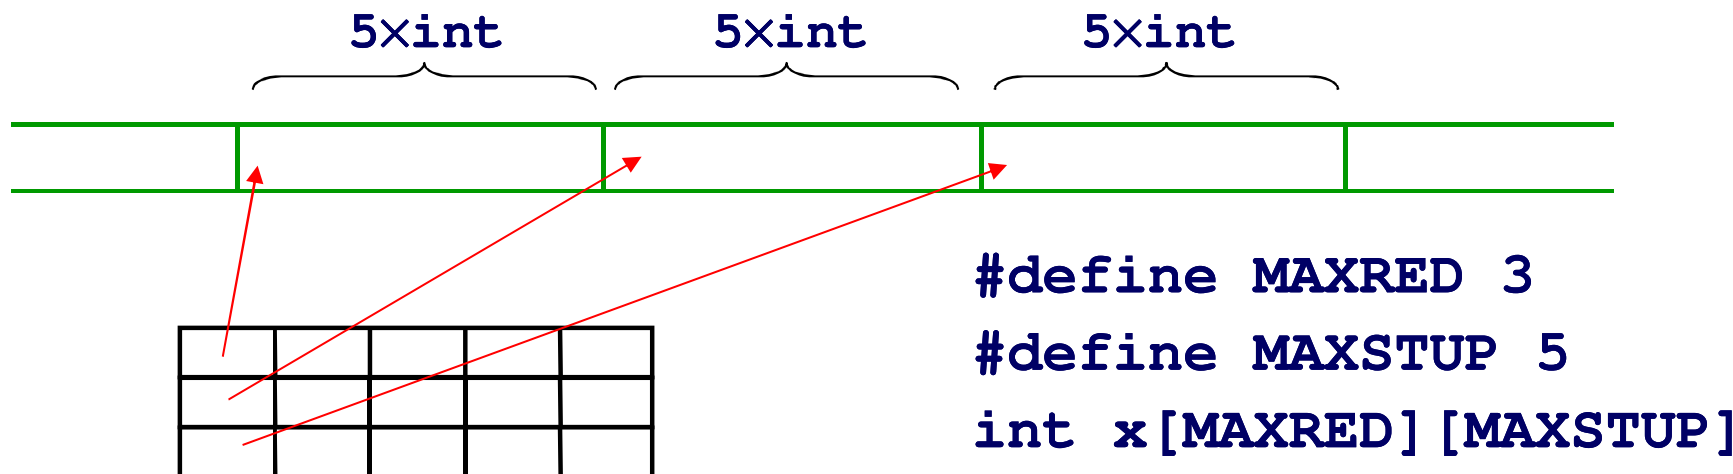 5×int 5×int 5×int
#define MAXRED 3
#define MAXSTUP 5
int x[MAXRED][MAXSTUP]